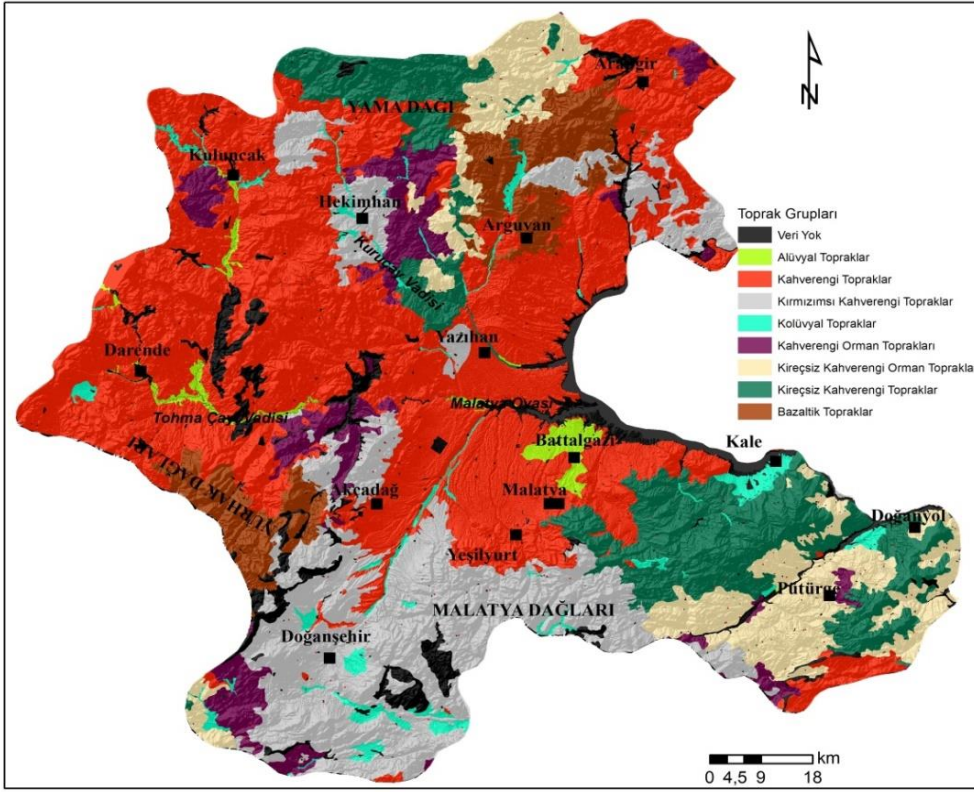 Arapgir
N
YAMA DAĞI
Kuluncak
Hekimhan
Arguvan
Kuruçay Vadisi
Toprak Grupları
Veri Yok
Alüvyal Topraklar
Kahverengi Topraklar
Kırmızımsı Kahverengi Topraklar
Kolüvyal Topraklar
Kahverengi Orman Toprakları
Kireçsiz Kahverengi Orman Toprakla
Kireçsiz Kahverengi Topraklar
Bazaltik Topraklar
Yazıhan
Darende
Malatya Ovası
Tohma Çayı Vadisi
Battalgazi
Kale
NURHAK DAĞLARI
Akçadağ
Malatya
Doğanyol
Yeşilyurt
Pütürge
MALATYA DAĞLARI
Doğanşehir
km
0 4,5 9 18